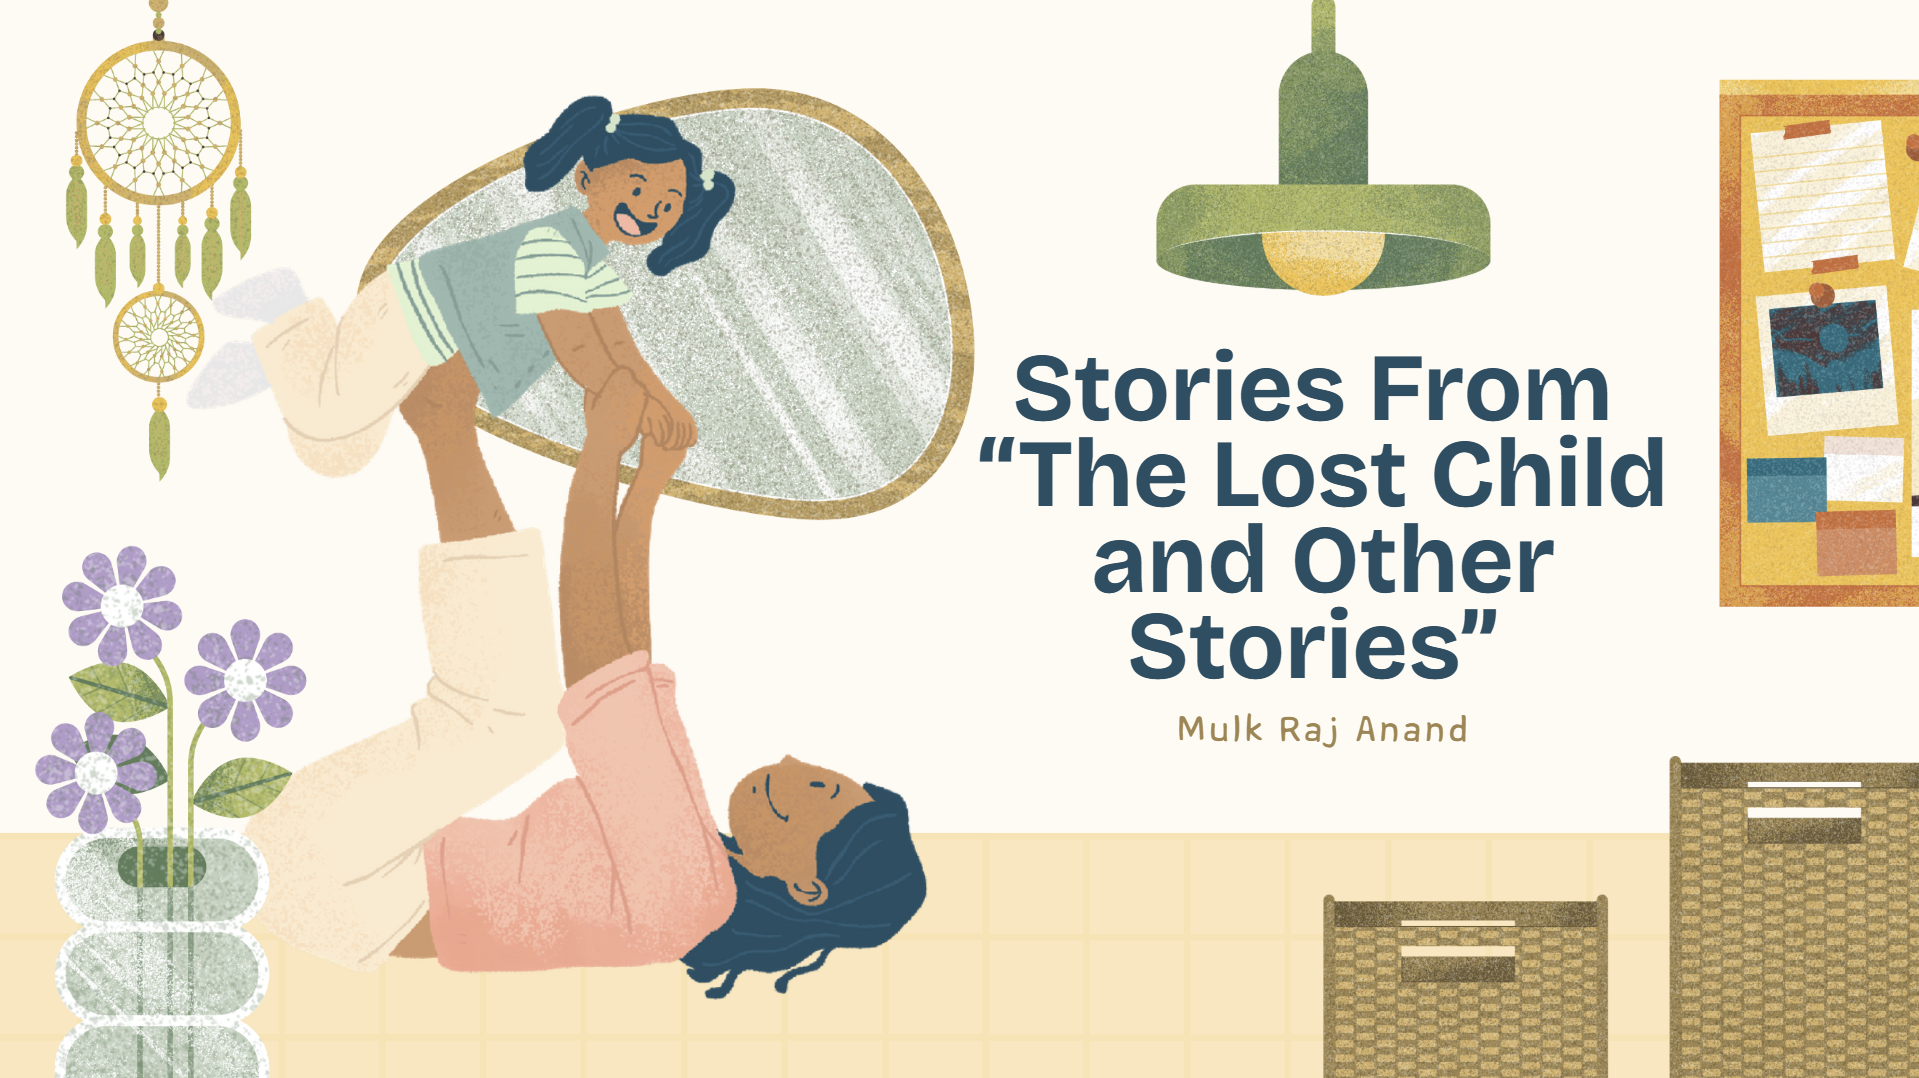 Stories From
“The Lost Child
and Other
Stories”
Mulk Raj Anand